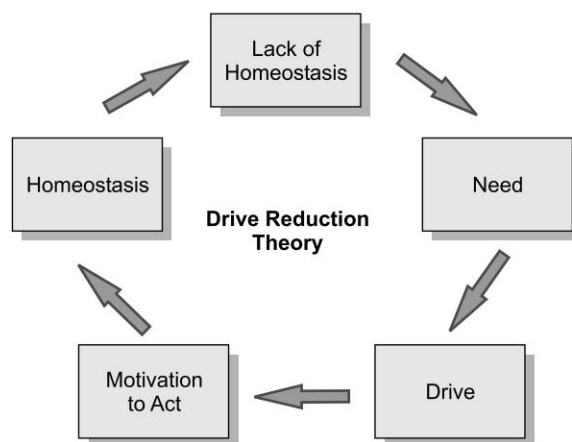 Lack of
Homeostasis
Need
Drive
Motivation
to Act
Homeostasis
Drive Reduction
Theory